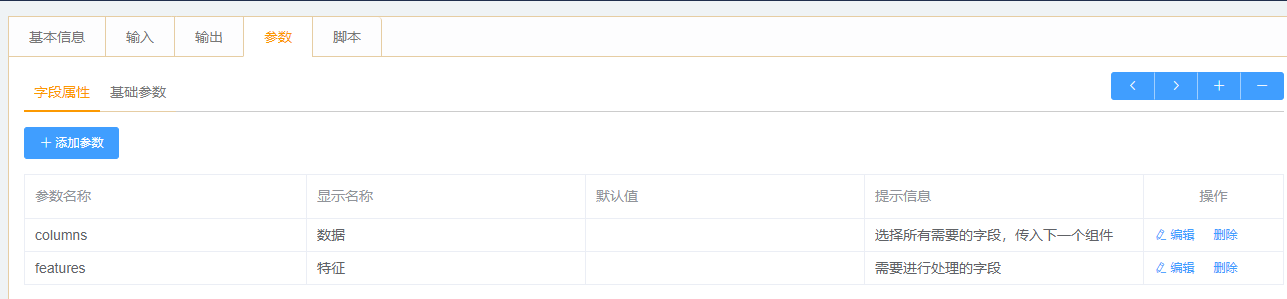 基本信息 输入 输出 参数 脚本
字段属性 基础参数
添加参数
参数名称 显示名称 默认值 提示信息 操作
columns 数据 选择所有需要的字段，传入下一个组件 编辑 删除
features 特征 需要进行处理的字段 编辑 删除